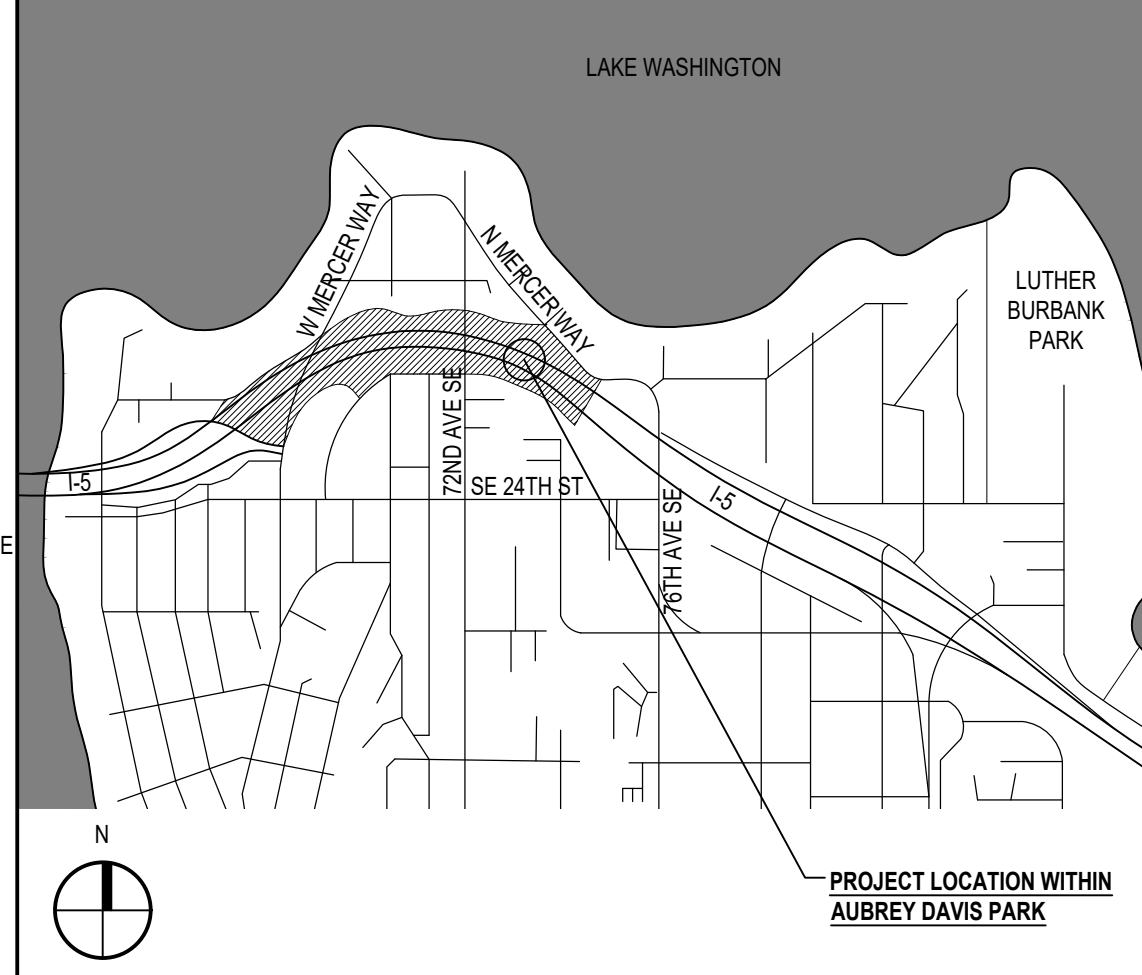 LAKE WASHINGTON
W MERCER WAY
N MERCER WAY
LUTHER
BURBANK
PARK
72ND AVE SE
I-5
SE 24TH ST
I-5
76TH AVE SE
E
N
PROJECT LOCATION WITHIN
AUBREY DAVIS PARK